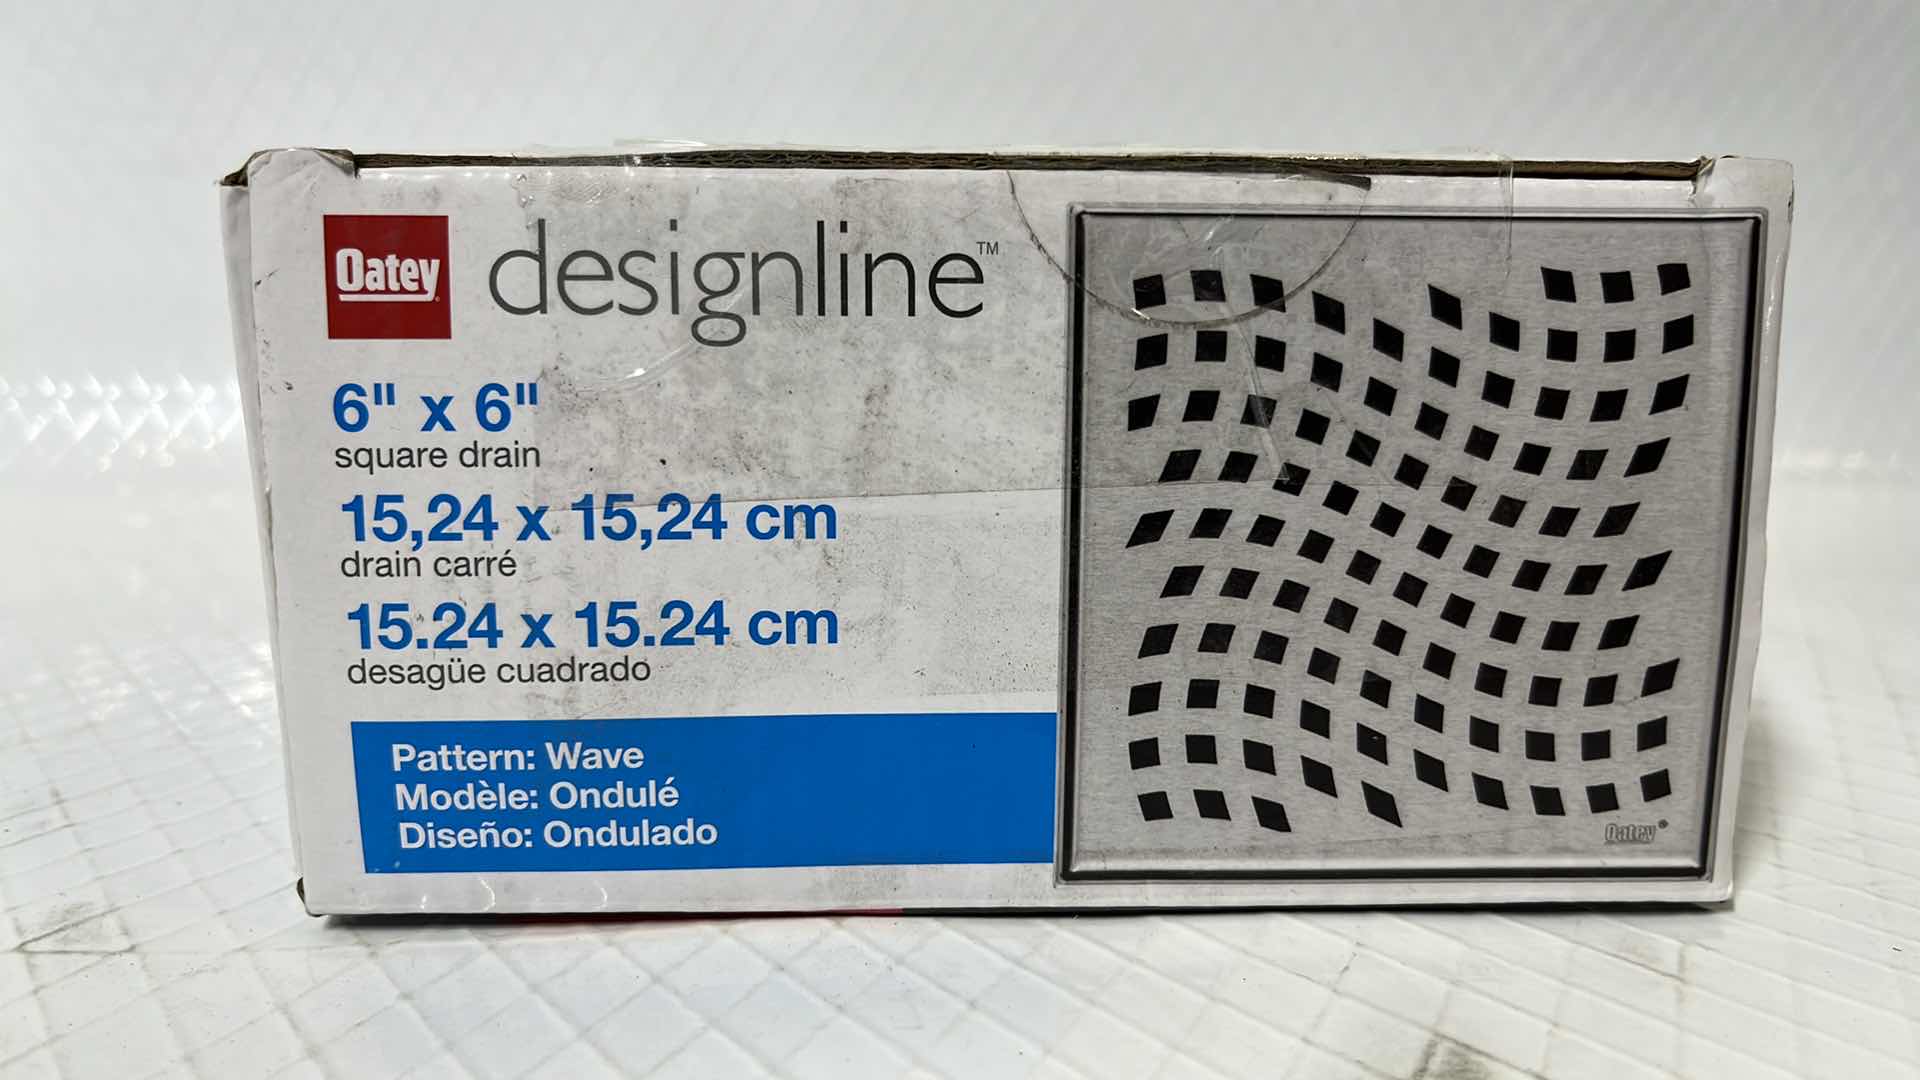 Oatey
designline™
6" x 6"
square drain
15,24 x 15,24 cm
drain carré
15.24 x 15.24 cm
desagüe cuadrado
Pattern: Wave
Modèle: Ondulé
Diseño: Ondulado
Oatey®